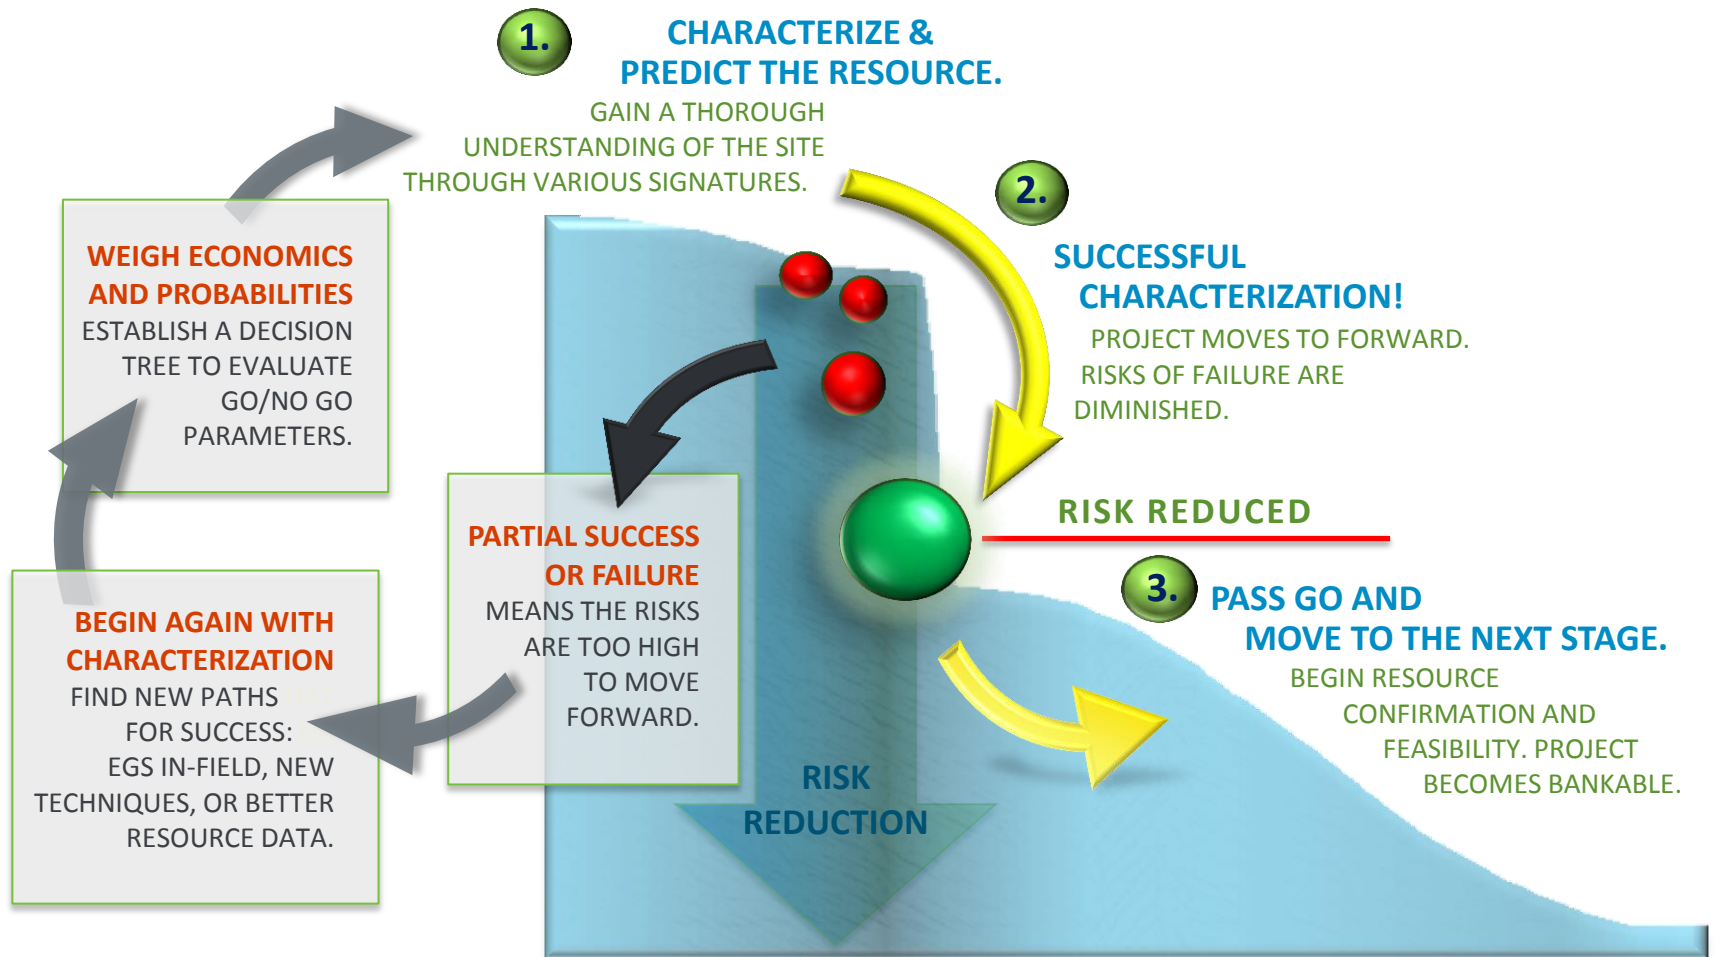 1.
CHARACTERIZE &
PREDICT THE RESOURCE.
GAIN A THOROUGH
UNDERSTANDING OF THE SITE
THROUGH VARIOUS SIGNATURES.
2.
SUCCESSFUL
CHARACTERIZATION!
PROJECT MOVES TO FORWARD.
RISKS OF FAILURE ARE
DIMINISHED.
RISK REDUCED
3.
PASS GO AND
MOVE TO THE NEXT STAGE.
BEGIN RESOURCE
CONFIRMATION AND
FEASIBILITY. PROJECT
BECOMES BANKABLE.
RISK
REDUCTION
PARTIAL SUCCESS
OR FAILURE
MEANS THE RISKS
ARE TOO HIGH
TO MOVE
FORWARD.
BEGIN AGAIN WITH
CHARACTERIZATION
FIND NEW PATHS
FOR SUCCESS:
EGS IN-FIELD, NEW
TECHNIQUES, OR BETTER
RESOURCE DATA.
WEIGH ECONOMICS
AND PROBABILITIES
ESTABLISH A DECISION
TREE TO EVALUATE
GO/NO GO
PARAMETERS.